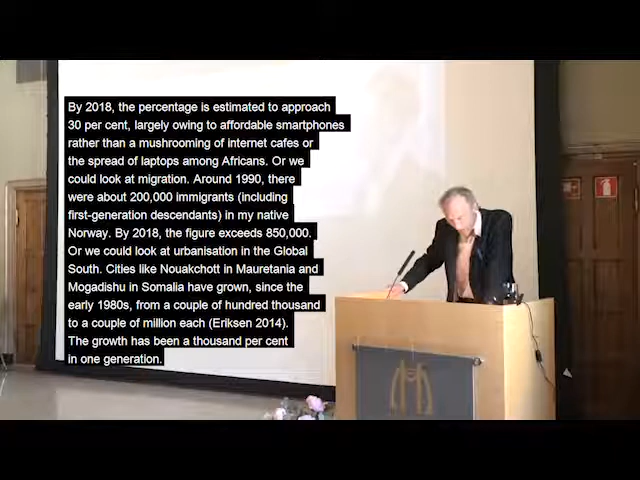 By 2018, the percentage is estimated to approach
30 per cent, largely owing to affordable smartphones
rather than a mushrooming of internet cafes or
the spread of laptops among Africans. Or we
could look at migration. Around 1990, there
were about 200,000 immigrants (including
first-generation descendants) in my native
Norway. By 2018, the figure exceeds 850,000.
Or we could look at urbanisation in the Global
South. Cities like Nouakchott in Mauretania and
Mogadishu in Somalia have grown, since the
early 1980s, from a couple of hundred thousand
to a couple of million each (Eriksen 2014).
The growth has been a thousand per cent
in one generation.